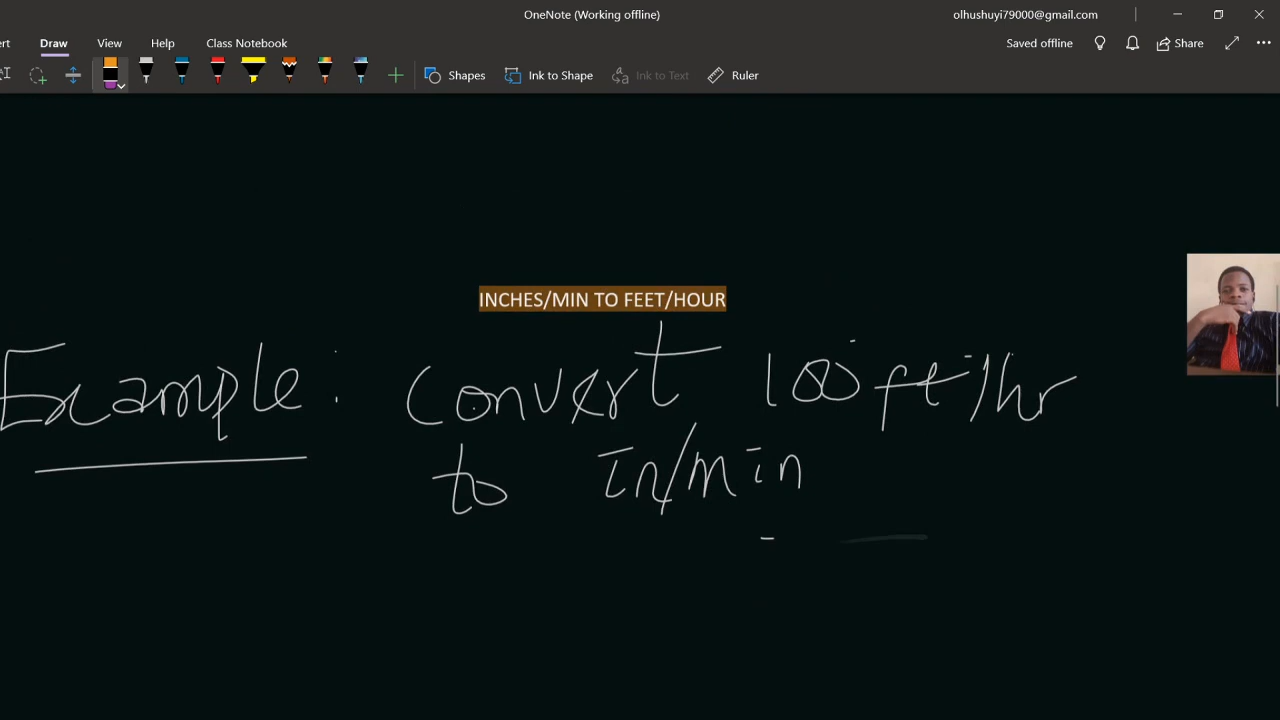 OneNote (Working offline)
olhushuyi79000@gmail.com
Draw
View
Help
Class Notebook
Saved offline
Share
Shapes
Ink to Shape
Ink to Text
Ruler
INCHES/MIN TO FEET/HOUR
Example: convert 100ft/hr
to in/min